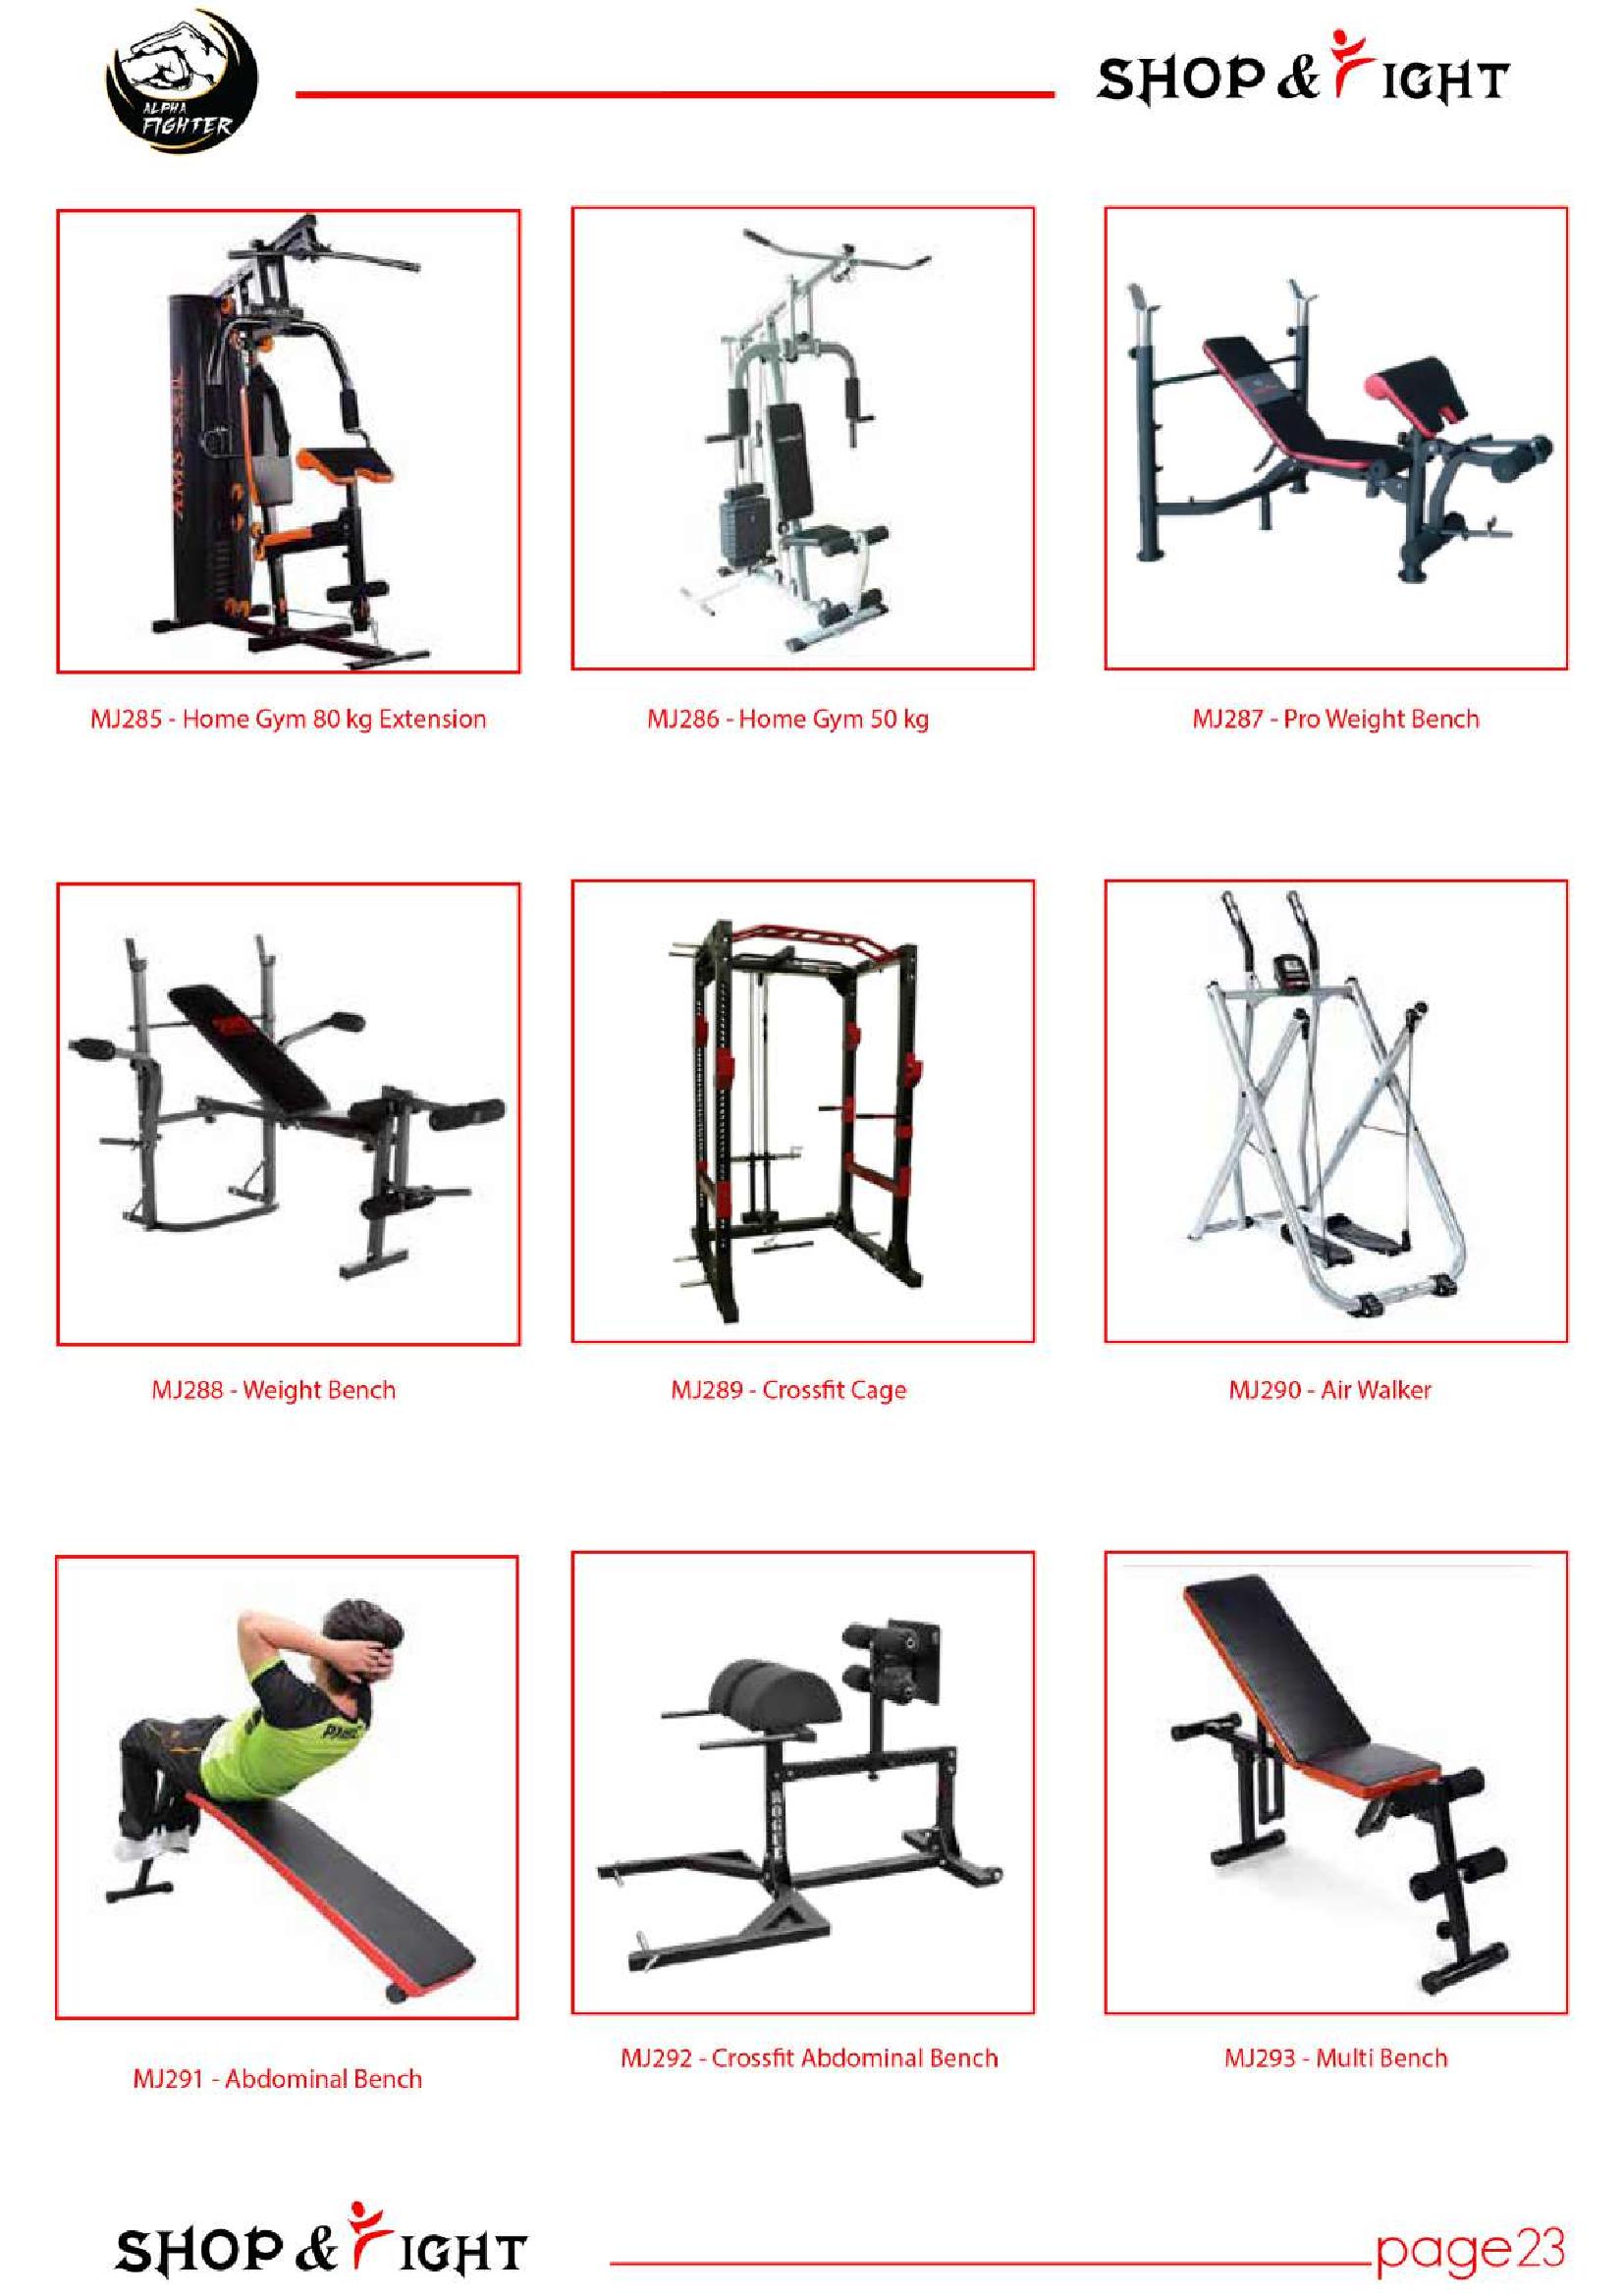 ALPHA
FIGHTER
SHOP & FIGHT
MJ285 - Home Gym 80 kg Extension
MJ286 - Home Gym 50 kg
MJ287 - Pro Weight Bench
MJ288 - Weight Bench
MJ289 - Crossfit Cage
MJ290 - Air Walker
ROGUE
MJ291 - Abdominal Bench
MJ292 - Crossfit Abdominal Bench
MJ293 - Multi Bench
SHOP & FIGHT
page23